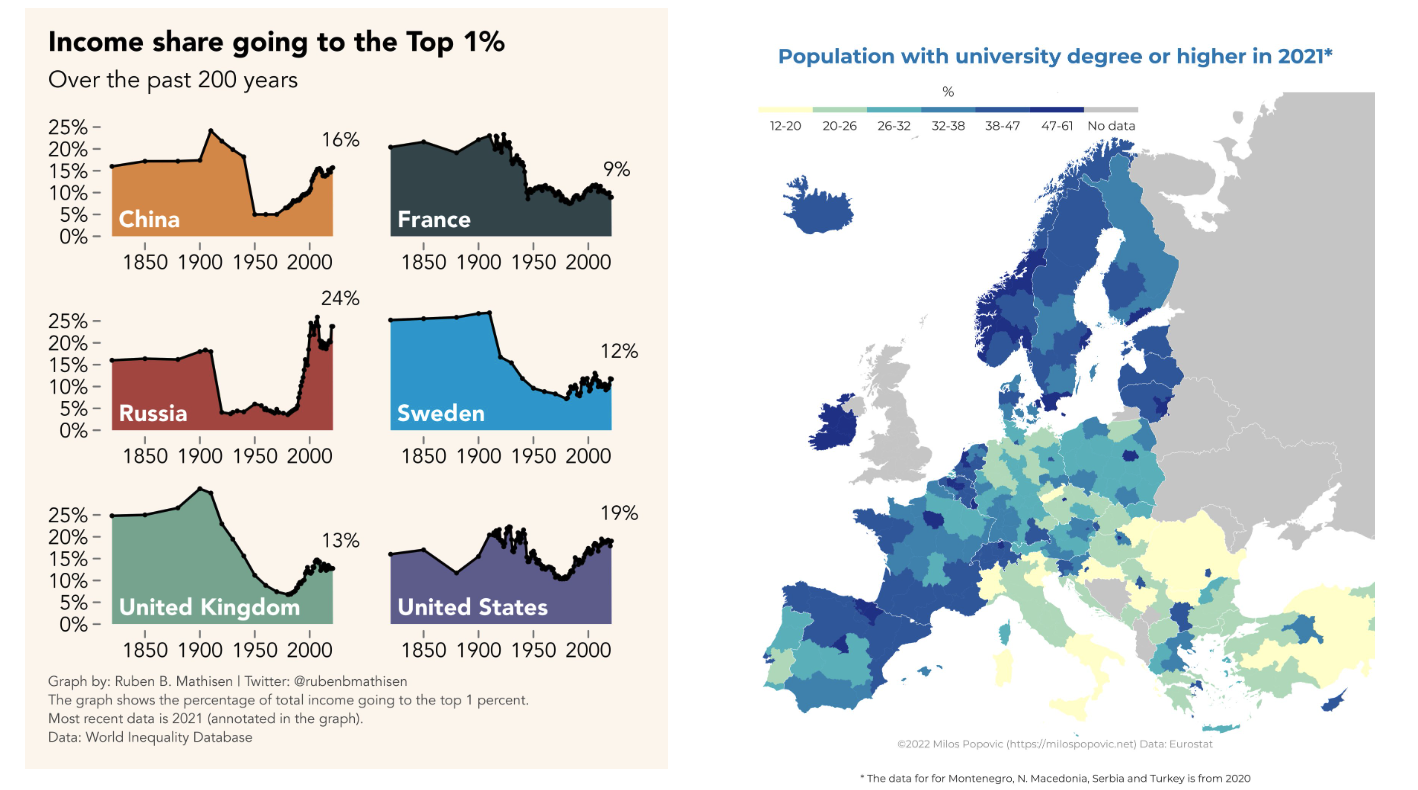 Income share going to the Top 1%
Over the past 200 years
25%
20%
15%
10%
5%
0%
16%
China
1850 1900 1950 2000
9%
France
1850 1900 1950 2000
25%
20%
15%
10%
5%
0%
24%
Russia
1850 1900 1950 2000
12%
Sweden
1850 1900 1950 2000
25%
20%
15%
10%
5%
0%
13%
United Kingdom
1850 1900 1950 2000
19%
United States
1850 1900 1950 2000
Graph by: Ruben B. Mathisen | Twitter: @rubenbmathisen
The graph shows the percentage of total income going to the top 1 percent.
Most recent data is 2021 (annotated in the graph).
Data: World Inequality Database
Population with university degree or higher in 2021*
%
12-20 20-26 26-32 32-38 38-47 47-61 No data
©2022 Milos Popovic (https://milospopovic.net) Data: Eurostat
* The data for for Montenegro, N. Macedonia, Serbia and Turkey is from 2020